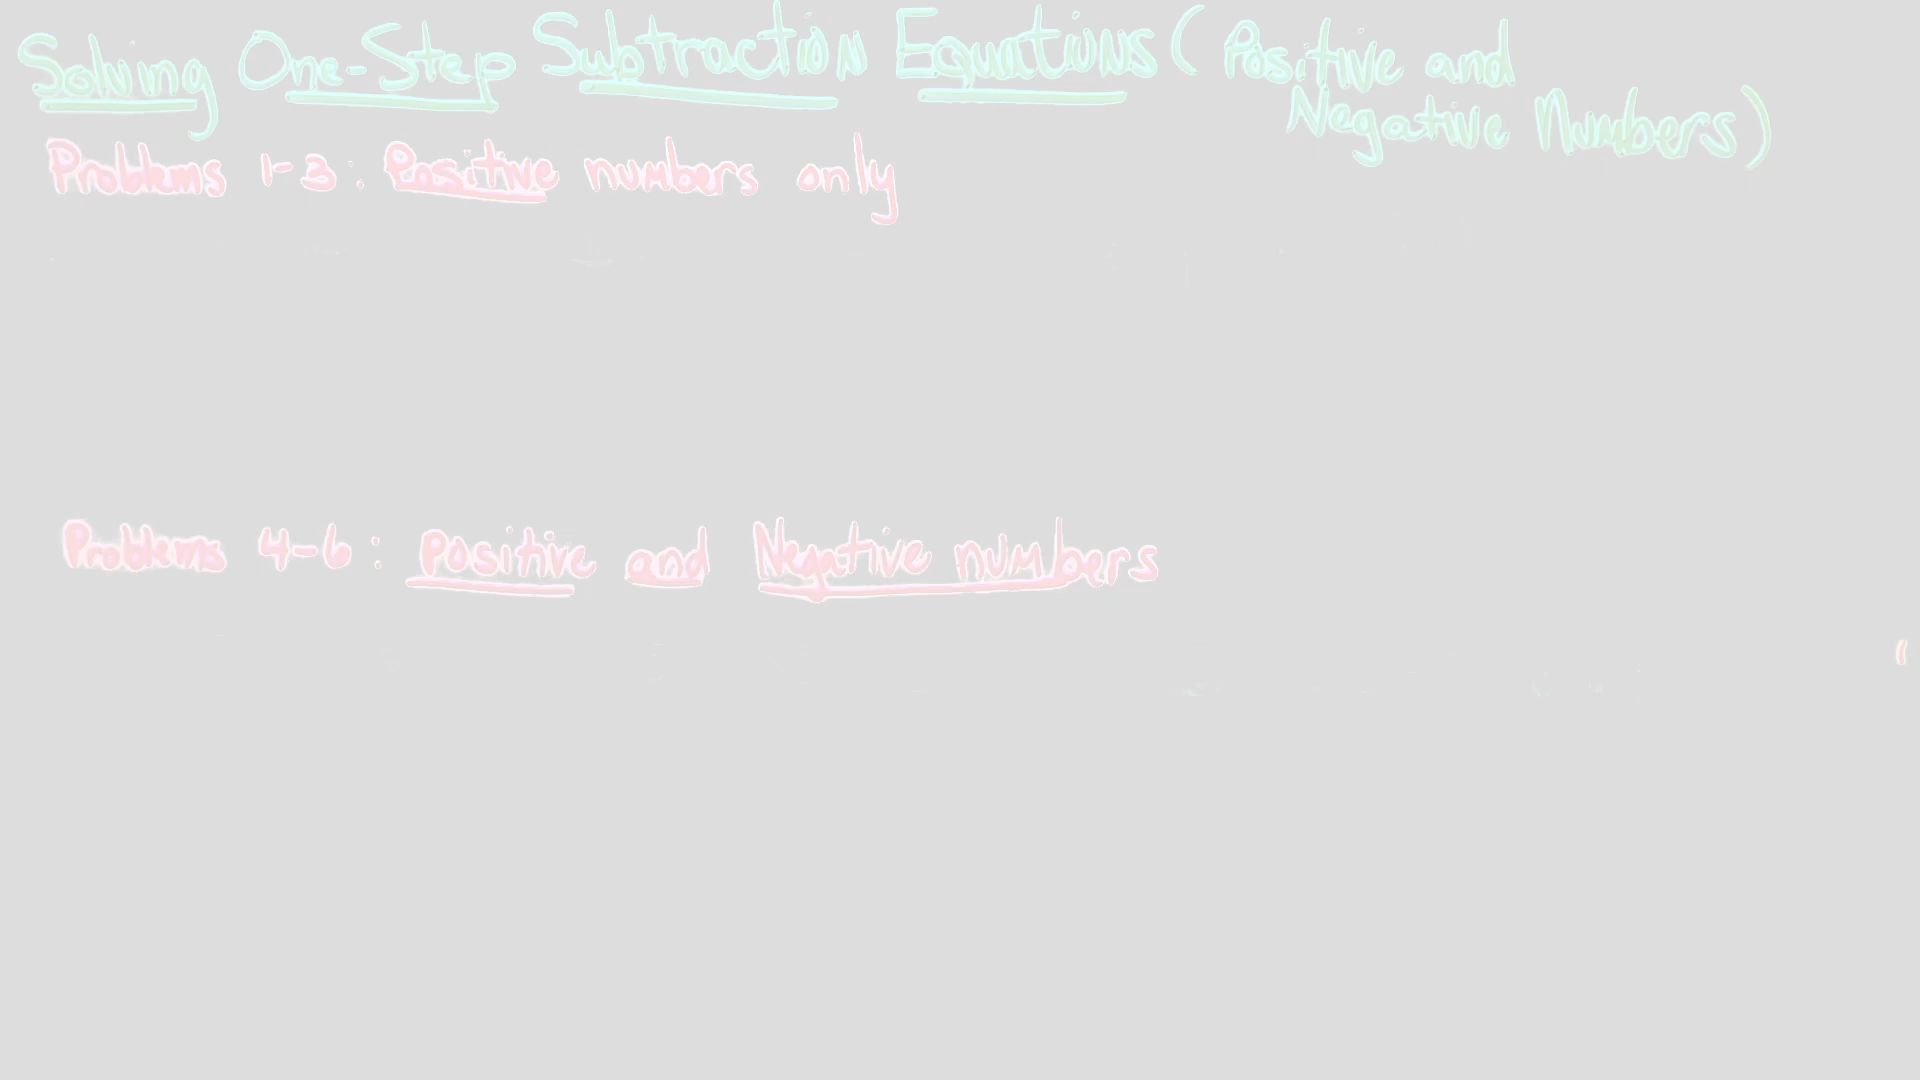 Solving One-Step Subtraction Equations (Positive and
Negative Numbers)
Problems 1-3: Positive numbers only
Problems 4-6: Positive and Negative numbers